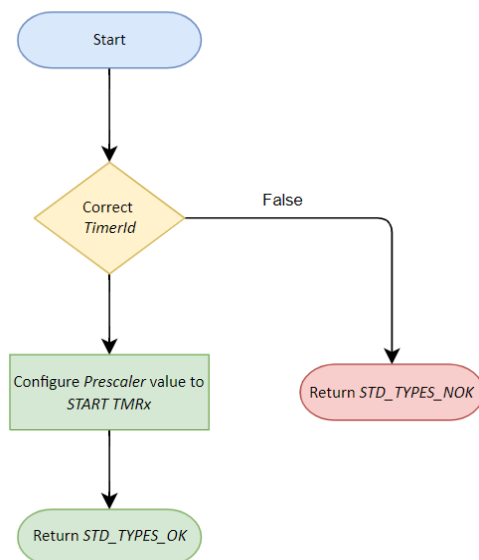 Start
Correct
TimerId
False
Configure Prescaler value to
START TMRx
Return STD_TYPES_NOK
Return STD_TYPES_OK